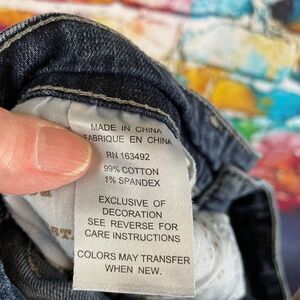 MADE IN CHINA
FABRIQUE EN CHINA
RN 163492
99% COTTON
1% SPANDEX
EXCLUSIVE OF
DECORATION
SEE REVERSE FOR
CARE INSTRUCTIONS
COLORS MAY TRANSFER
WHEN NEW.